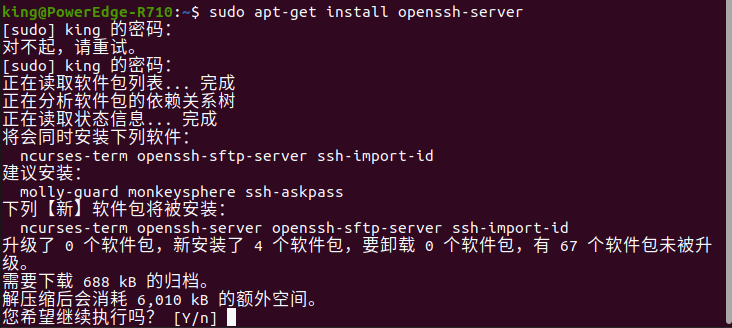 king@PowerEdge-R710:~$ sudo apt-get install openssh-server
[sudo] king 的密码：
对不起，请重试。
[sudo] king 的密码：
正在读取软件包列表... 完成
正在分析软件包的依赖关系树
正在读取状态信息... 完成
将会同时安装下列软件：
  ncurses-term openssh-sftp-server ssh-import-id
建议安装：
  molly-guard monkeysphere ssh-askpass
下列【新】软件包将被安装：
  ncurses-term openssh-server openssh-sftp-server ssh-import-id
升级了 0 个软件包，新安装了 4 个软件包，要卸载 0 个软件包，有 67 个软件包未被升
级。
需要下载 688 kB 的归档。
解压缩后会消耗 6,010 kB 的额外空间。
您希望继续执行吗？ [Y/n]